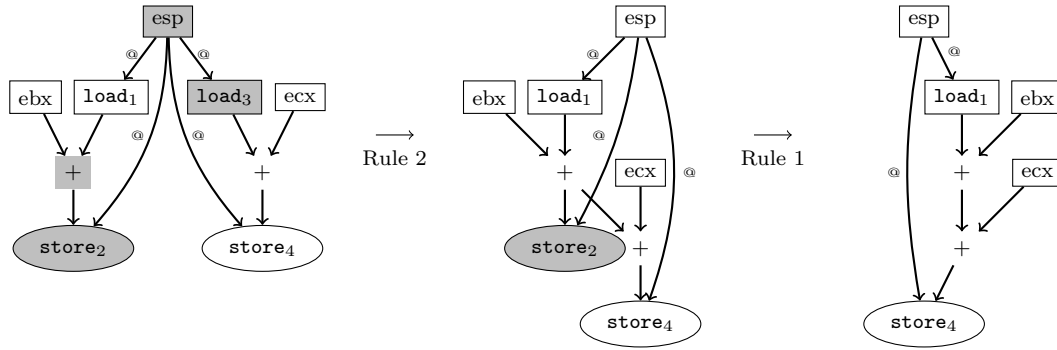 esp
@ @
ebx load1 load3 ecx
@ @
+ +
store2 store4
→
Rule 2
esp
@
ebx load1
@ @
+ ecx
store2 +
store4
→
Rule 1
esp
@
load1 ebx
@
+ ecx
+
store4